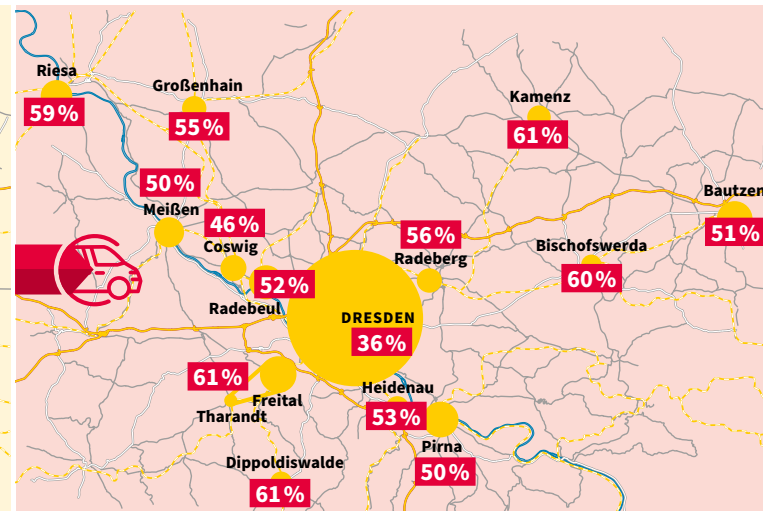 Riesa
59 %
Großenhain
55 %
Kamenz
61 %
50 %
Meißen
46 %
Coswig
56 %
Radeberg
Bautzen
51 %
Bischofswerda
60 %
52 %
Radebeul
DRESDEN
36 %
61 %
Freital
Tharandt
Heidenau
53 %
Pirna
50 %
Dippoldiswalde
61 %